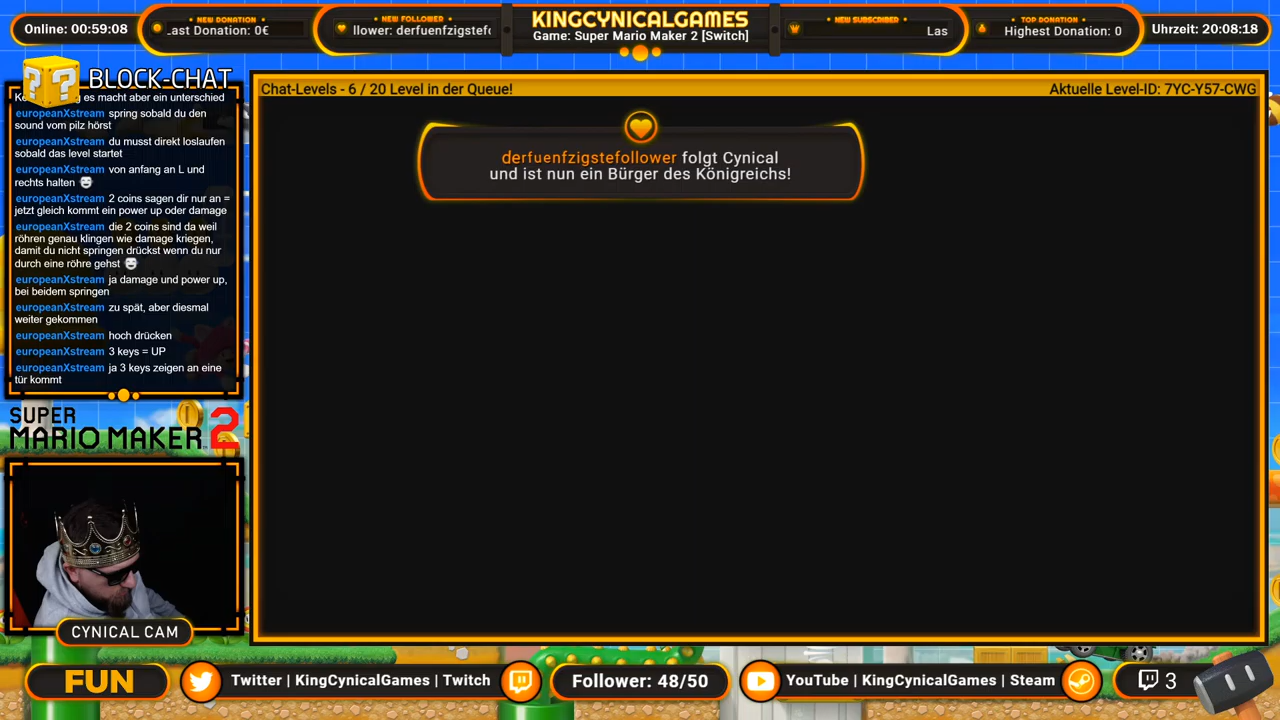 Online: 00:59:08
NEW DONATION
Last Donation: 0€
NEW FOLLOWER
llower: derfuenfzigstefo
KINGCYNICALGAMES
Game: Super Mario Maker 2 [Switch]
NEW SUBSCRIBER
Las
TOP DONATION
Highest Donation: 0
Uhrzeit: 20:08:18
BLOCK-CHAT
es macht aber ein unterschied
europeanXstream spring sobald du den
sound vom pilz hörst
europeanXstream du musst direkt loslaufen
sobald das level startet
europeanXstream von anfang an L und
rechts halten
europeanXstream 2 coins sagen dir nur an =
jetzt gleich kommt ein power up oder damage
europeanXstream die 2 coins sind da weil
röhren genau klingen wie damage kriegen,
damit du nicht springen drückst wenn du nur
durch eine röhre gehst
europeanXstream ja damage und power up,
bei beidem springen
europeanXstream zu spät, aber diesmal
weiter gekommen
europeanXstream hoch drücken
europeanXstream 3 keys = UP
europeanXstream ja 3 keys zeigen an eine
tür kommt
Chat-Levels - 6 / 20 Level in der Queue!
Aktuelle Level-ID: 7YC-Y57-CWG
derfuenfzigstefollower folgt Cynical
und ist nun ein Bürger des Königreichs!
SUPER
MARIO MAKER 2
CYNICAL CAM
FUN
Twitter | KingCynicalGames | Twitch
Follower: 48/50
YouTube | KingCynicalGames | Steam
3